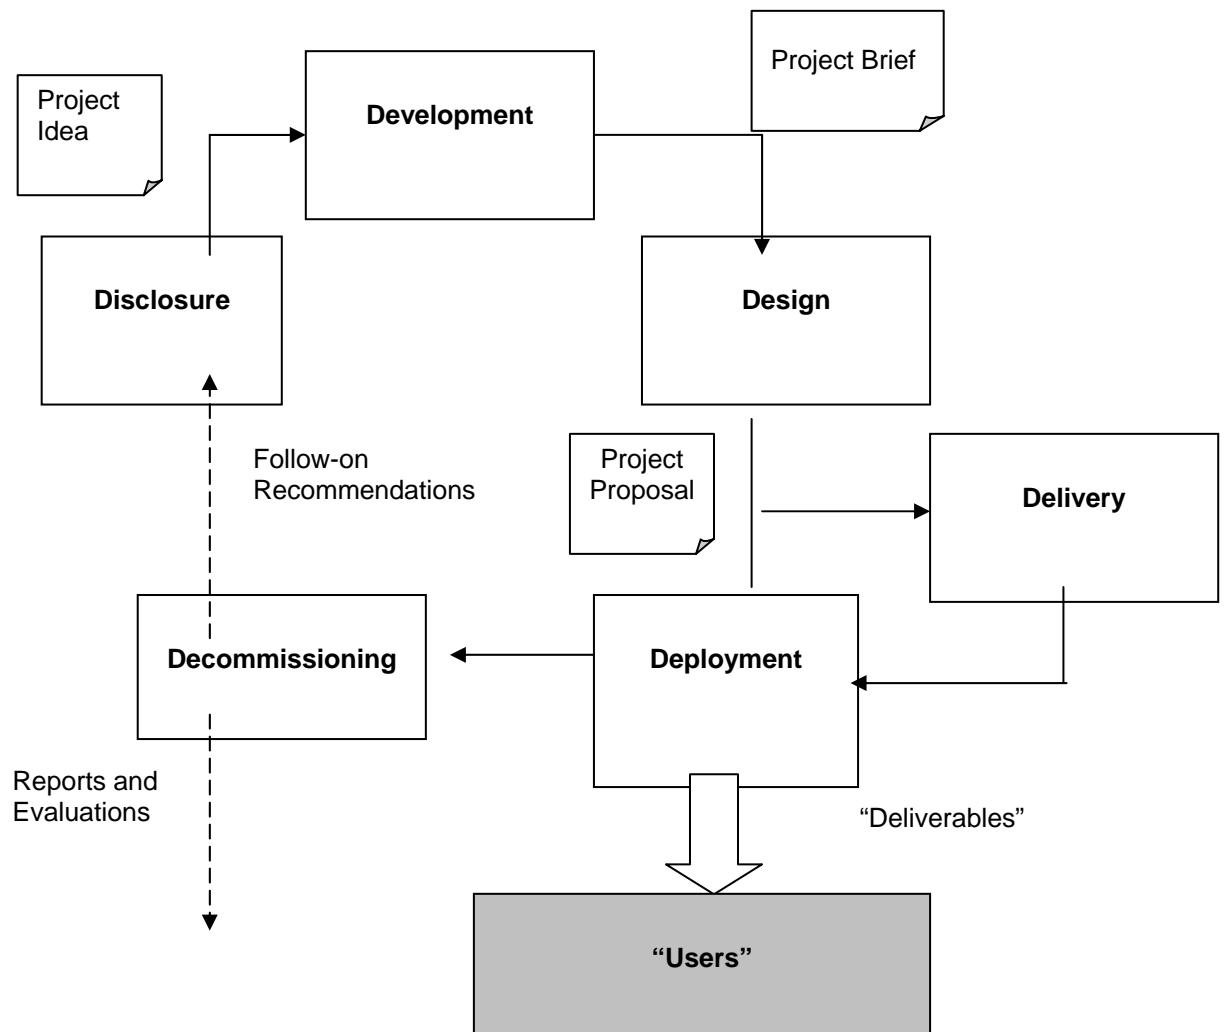 Project Brief
Project
Idea
Development
Disclosure
Design
Follow-on
Recommendations
Project
Proposal
Delivery
Decommissioning
Deployment
Reports and
Evaluations
“Deliverables”
“Users”